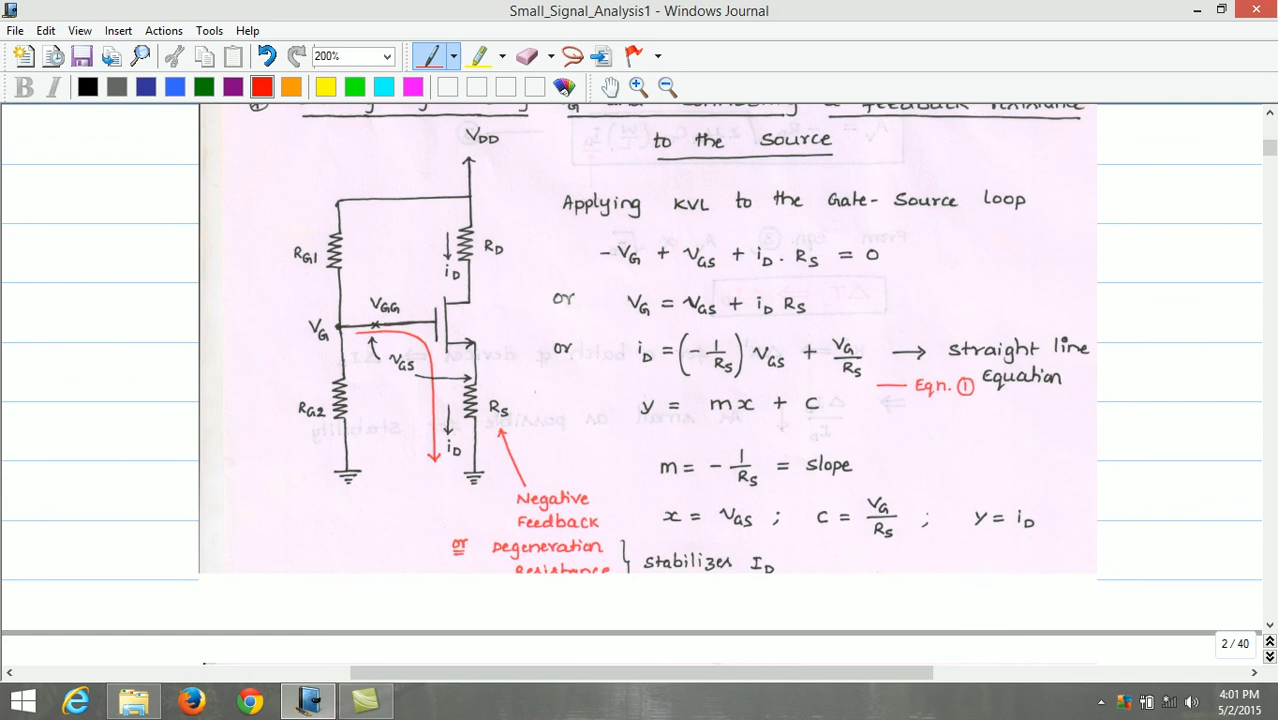 Small_Signal_Analysis1 - Windows Journal
File Edit View Insert Actions Tools Help
200%
B I
feedback resistance
to the source
VDD
Applying KVL to the Gate-Source loop
RG1
RD
iD
-VG + vGS + iD. RS = 0
VGG
or VG = vGS + iD RS
VG
vGS
or iD = (-1/RS) vGS + VG/RS → straight line
Equation
Eqn. ①
RG2
RS
iD
y = mx + c
m = - 1/RS = slope
Negative
Feedback
x = vGS ; c = VG/RS ; y = iD
or Degeneration
Resistance
stabilizes ID
2 / 40
4:01 PM
5/2/2015